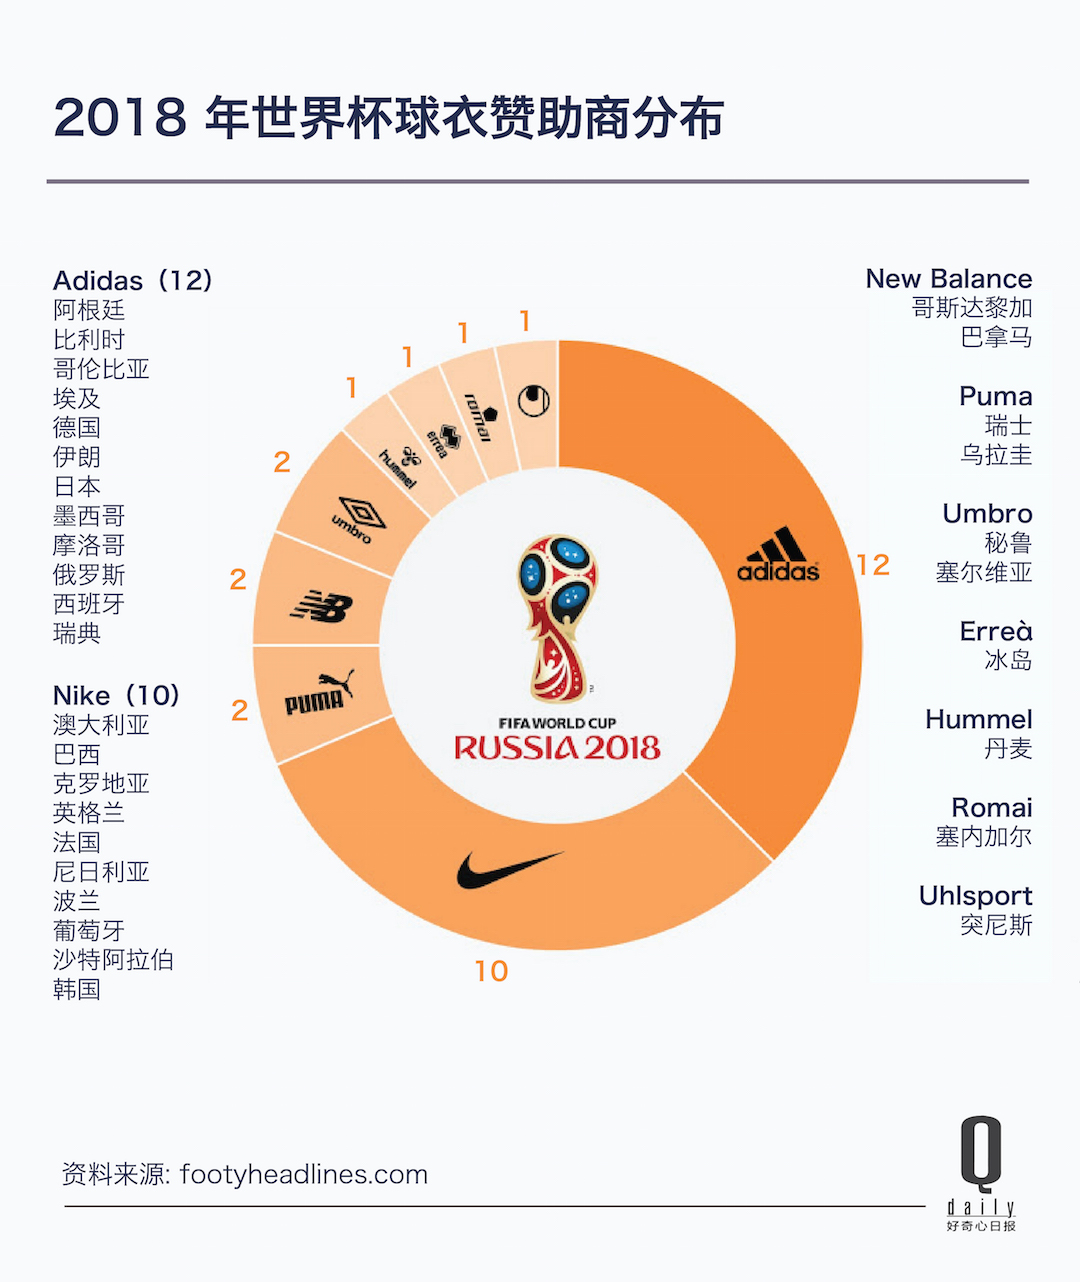 2018 年世界杯球衣赞助商分布
Adidas（12）
阿根廷
比利时
哥伦比亚
埃及
德国
伊朗
日本
墨西哥
摩洛哥
俄罗斯
西班牙
瑞典
Nike（10）
澳大利亚
巴西
克罗地亚
英格兰
法国
尼日利亚
波兰
葡萄牙
沙特阿拉伯
韩国
1
1
1
1
2
2
2
10
12
romai
errea
hummel
umbro
NB
PUMA
adidas
FIFA WORLD CUP
RUSSIA 2018
New Balance
哥斯达黎加
巴拿马
Puma
瑞士
乌拉圭
Umbro
秘鲁
塞尔维亚
Erreà
冰岛
Hummel
丹麦
Romai
塞内加尔
Uhlsport
突尼斯
资料来源: footyheadlines.com
Q
daily
好奇心日报